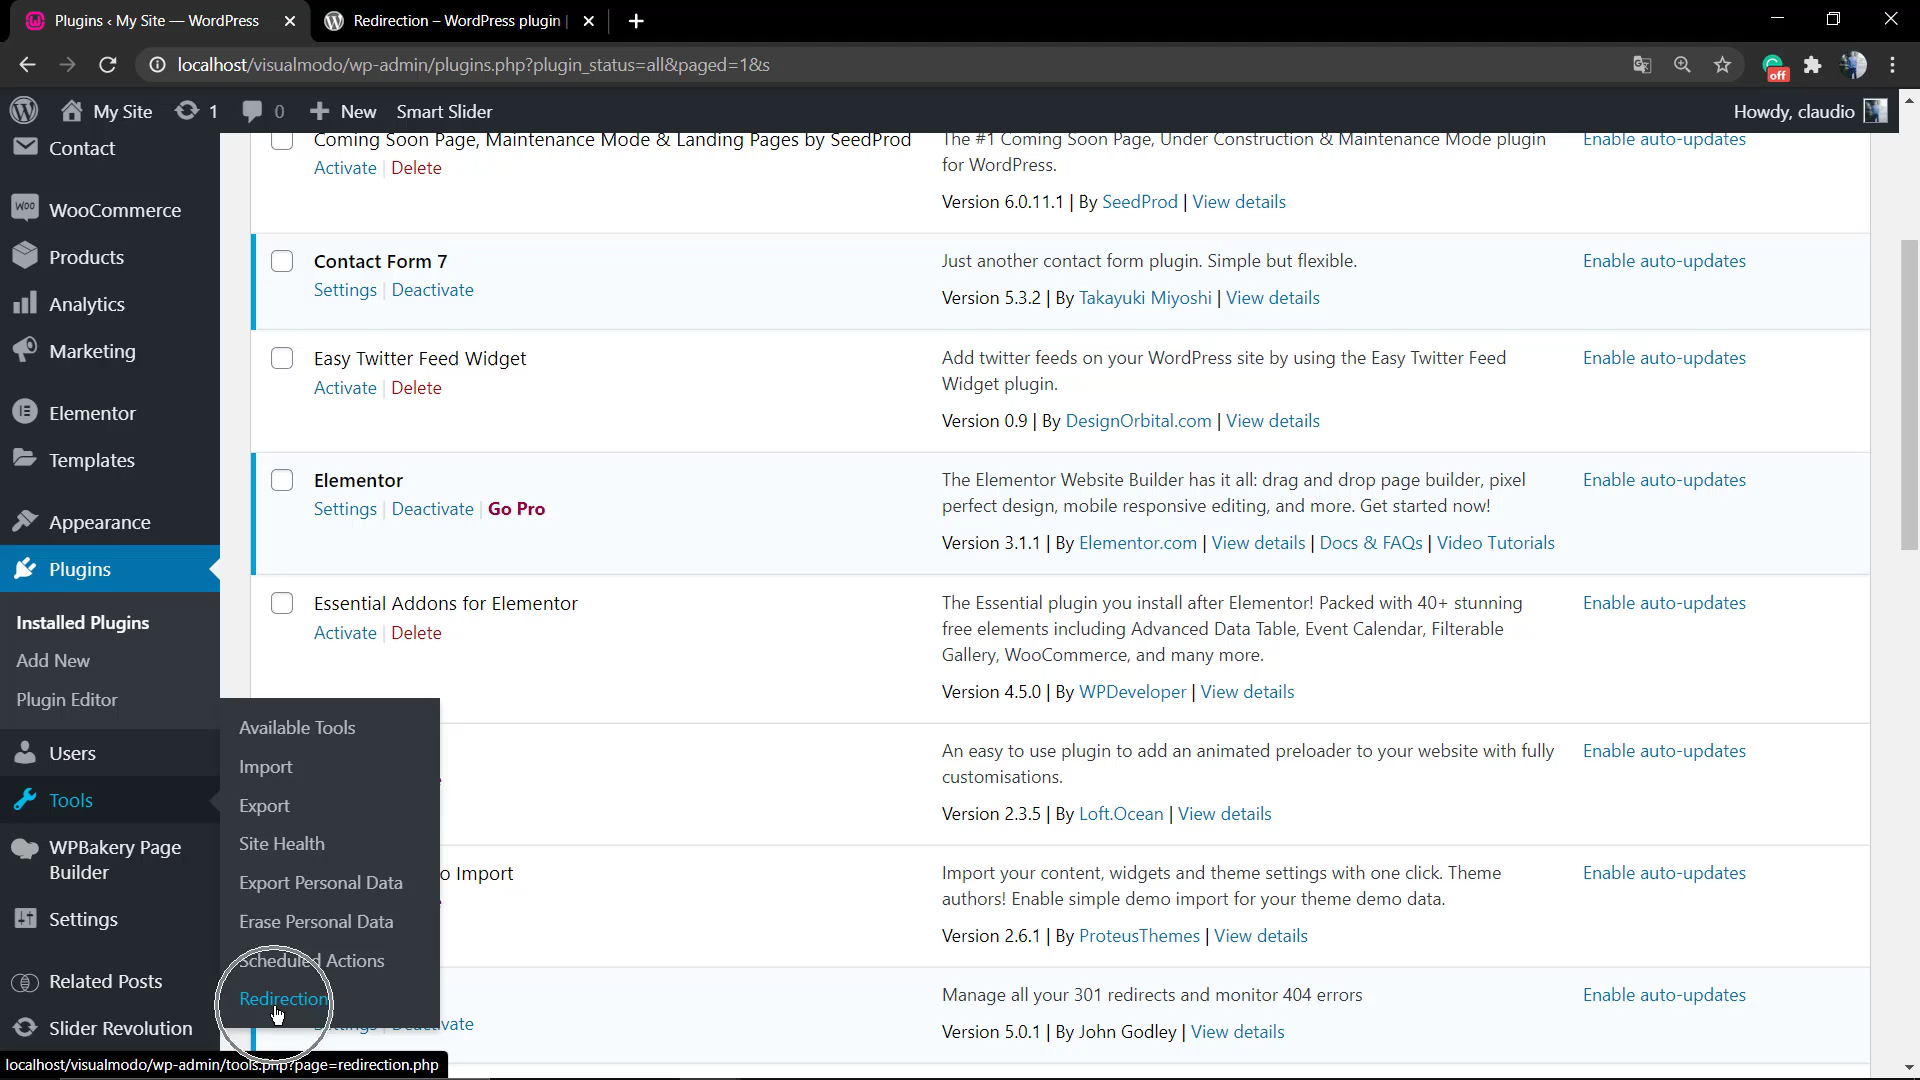 Plugins ‹ My Site — WordPress
Redirection – WordPress plugin
localhost/visualmodo/wp-admin/plugins.php?plugin_status=all&paged=1&s
off
My Site
1
0
New
Smart Slider
Howdy, claudio
Contact
WooCommerce
Products
Analytics
Marketing
Elementor
Templates
Appearance
Plugins
Installed Plugins
Add New
Plugin Editor
Users
Tools
WPBakery Page
Builder
Settings
Related Posts
Slider Revolution
Available Tools
Import
Export
Site Health
Export Personal Data
Erase Personal Data
Scheduled Actions
Redirection
Coming Soon Page, Maintenance Mode & Landing Pages by SeedProd
Activate | Delete
The #1 Coming Soon Page, Under Construction & Maintenance Mode plugin
for WordPress.
Version 6.0.11.1 | By SeedProd | View details
Enable auto-updates
Contact Form 7
Settings | Deactivate
Just another contact form plugin. Simple but flexible.
Version 5.3.2 | By Takayuki Miyoshi | View details
Enable auto-updates
Easy Twitter Feed Widget
Activate | Delete
Add twitter feeds on your WordPress site by using the Easy Twitter Feed
Widget plugin.
Version 0.9 | By DesignOrbital.com | View details
Enable auto-updates
Elementor
Settings | Deactivate | Go Pro
The Elementor Website Builder has it all: drag and drop page builder, pixel
perfect design, mobile responsive editing, and more. Get started now!
Version 3.1.1 | By Elementor.com | View details | Docs & FAQs | Video Tutorials
Enable auto-updates
Essential Addons for Elementor
Activate | Delete
The Essential plugin you install after Elementor! Packed with 40+ stunning
free elements including Advanced Data Table, Event Calendar, Filterable
Gallery, WooCommerce, and many more.
Version 4.5.0 | By WPDeveloper | View details
Enable auto-updates
An easy to use plugin to add an animated preloader to your website with fully
customisations.
Version 2.3.5 | By Loft.Ocean | View details
Enable auto-updates
o Import
Import your content, widgets and theme settings with one click. Theme
authors! Enable simple demo import for your theme demo data.
Version 2.6.1 | By ProteusThemes | View details
Enable auto-updates
Settings | Deactivate
Manage all your 301 redirects and monitor 404 errors
Version 5.0.1 | By John Godley | View details
Enable auto-updates
localhost/visualmodo/wp-admin/tools.php?page=redirection.php